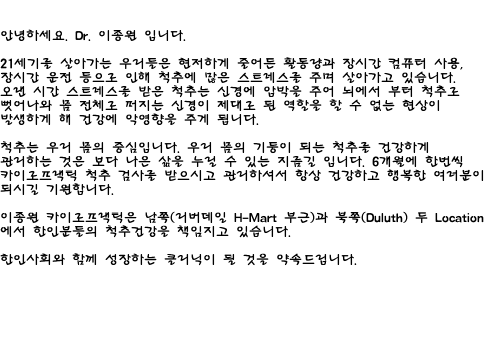 안녕하세요. Dr. 이종원 입니다.
21세기를 살아가는 우리들은 현저하게 줄어든 활동량과 장시간 컴퓨터 사용,
장시간 운전 등으로 인해 척추에 많은 스트레스를 주며 살아가고 있습니다.
오랜 시간 스트레스를 받은 척추는 신경에 압박을 주어 뇌에서 부터 척추로
뻗어나와 몸 전체로 퍼지는 신경이 제대로 된 역할을 할 수 없는 현상이
발생하게 해 건강에 악영향을 주게 됩니다.
척추는 우리 몸의 중심입니다. 우리 몸의 기둥이 되는 척추를 건강하게
관리하는 것은 보다 나은 삶을 누릴 수 있는 지름길 입니다. 6개월에 한번씩
카이로프랙틱 척추 검사를 받으시고 관리하셔서 항상 건강하고 행복한 여러분이
되시길 기원합니다.
이종원 카이로프랙틱은 남쪽(리버데일 H-Mart 부근)과 북쪽(Duluth) 두 Location
에서 한인분들의 척추건강을 책임지고 있습니다.
한인사회와 함께 성장하는 클리닉이 될 것을 약속드립니다.